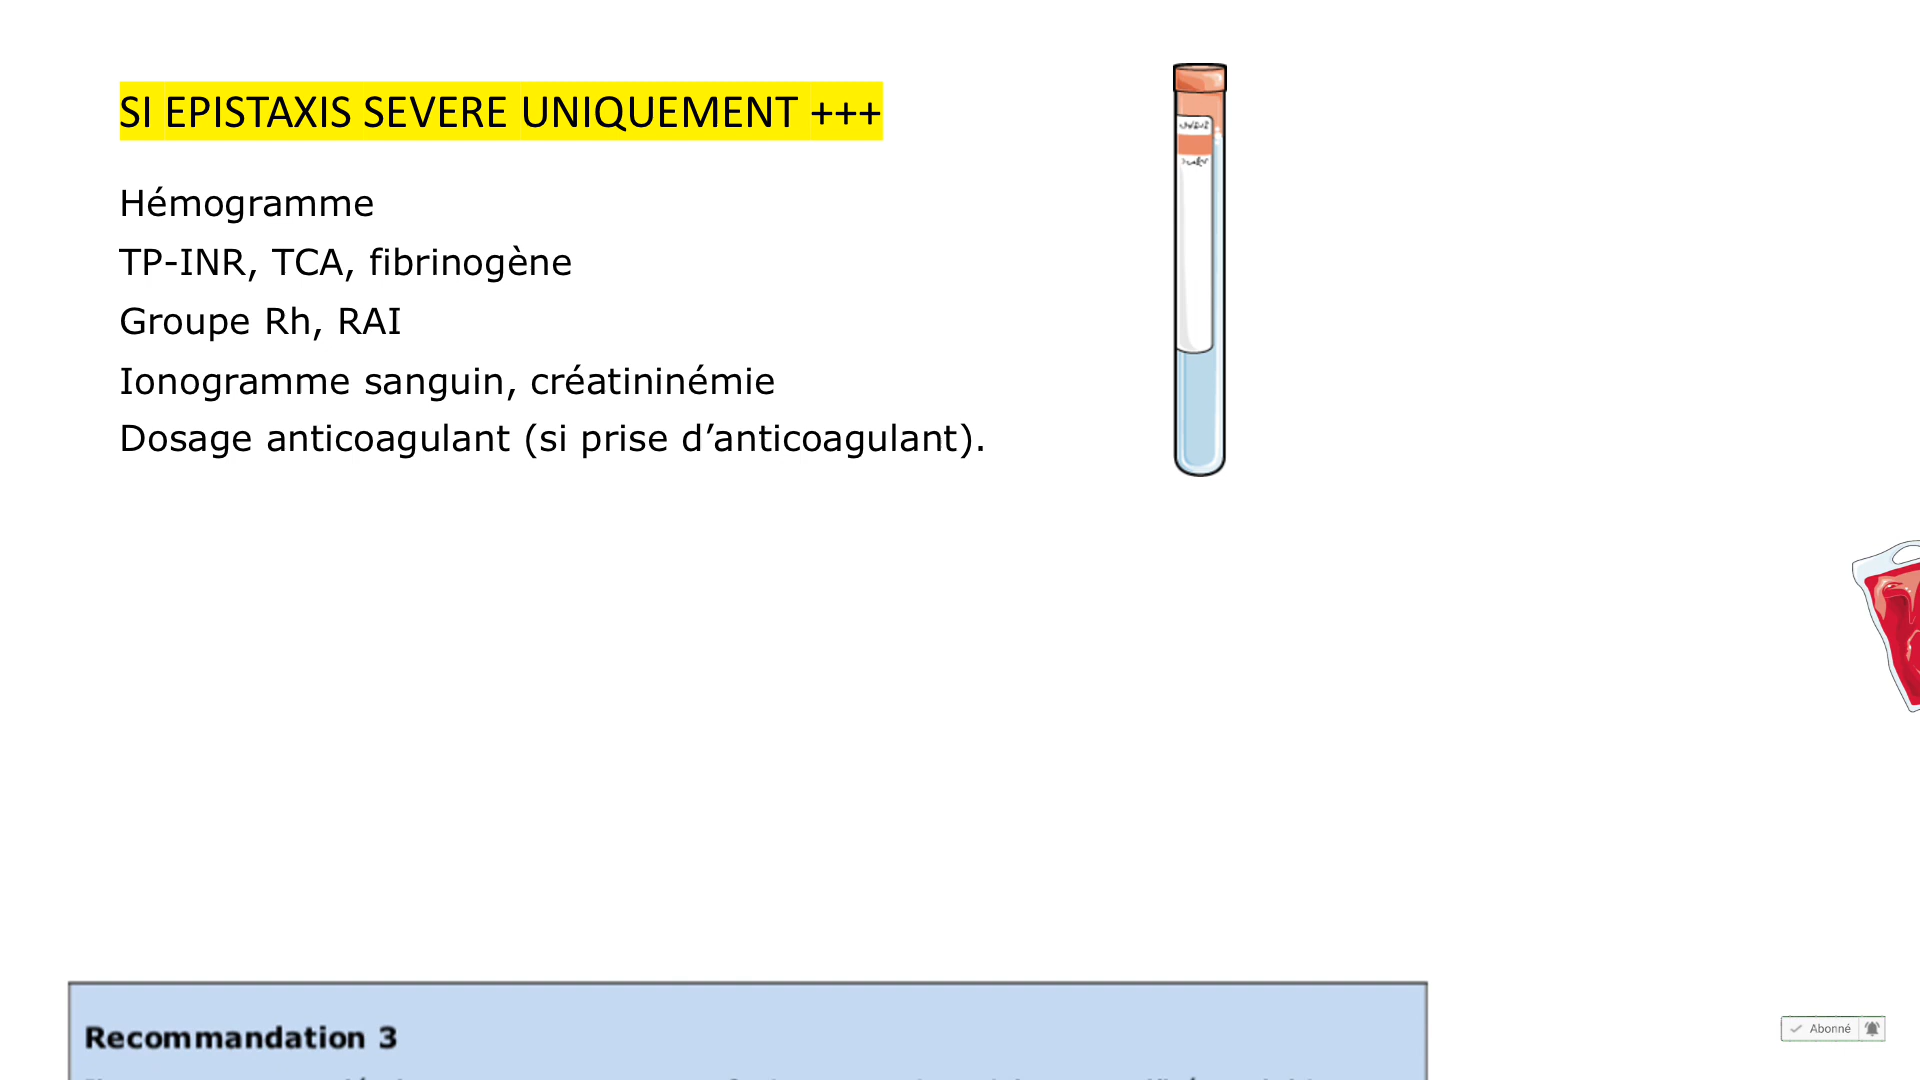 SI EPISTAXIS SEVERE UNIQUEMENT +++
Hémogramme
TP-INR, TCA, fibrinogène
Groupe Rh, RAI
Ionogramme sanguin, créatininémie
Dosage anticoagulant (si prise d’anticoagulant).
Recommandation 3
Abonné